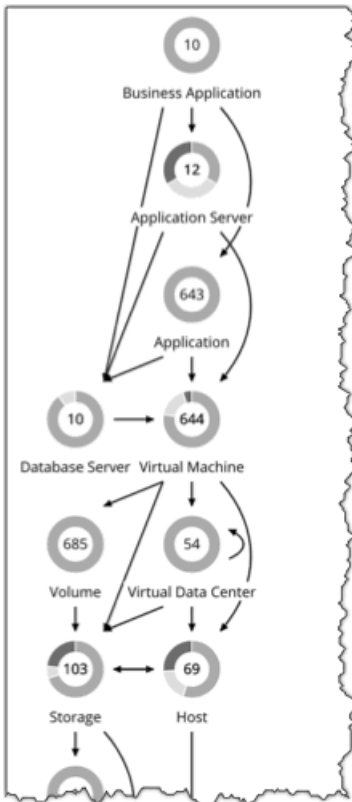 10
Business Application
12
Application Server
643
Application
10 644
Database Server Virtual Machine
685 54
Volume Virtual Data Center
103 69
Storage Host